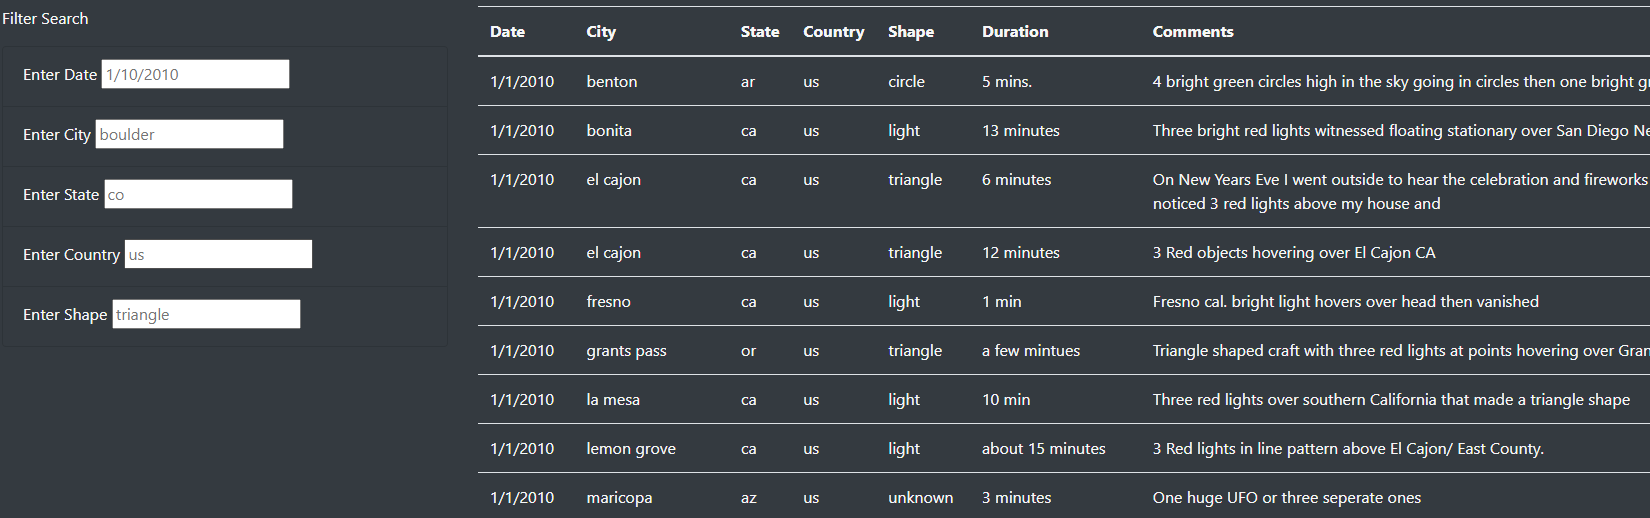 Filter Search
Enter Date 1/10/2010
Enter City boulder
Enter State co
Enter Country us
Enter Shape triangle
Date City State Country Shape Duration Comments
1/1/2010 benton ar us circle 5 mins. 4 bright green circles high in the sky going in circles then one bright
1/1/2010 bonita ca us light 13 minutes Three bright red lights witnessed floating stationary over San Diego
1/1/2010 el cajon ca us triangle 6 minutes On New Years Eve I went outside to hear the celebration and fireworks
noticed 3 red lights above my house and
1/1/2010 el cajon ca us triangle 12 minutes 3 Red objects hovering over El Cajon CA
1/1/2010 fresno ca us light 1 min Fresno cal. bright light hovers over head then vanished
1/1/2010 grants pass or us triangle a few mintues Triangle shaped craft with three red lights at points hovering over
1/1/2010 la mesa ca us light 10 min Three red lights over southern California that made a triangle shape
1/1/2010 lemon grove ca us light about 15 minutes 3 Red lights in line pattern above El Cajon/ East County.
1/1/2010 maricopa az us unknown 3 minutes One huge UFO or three seperate ones